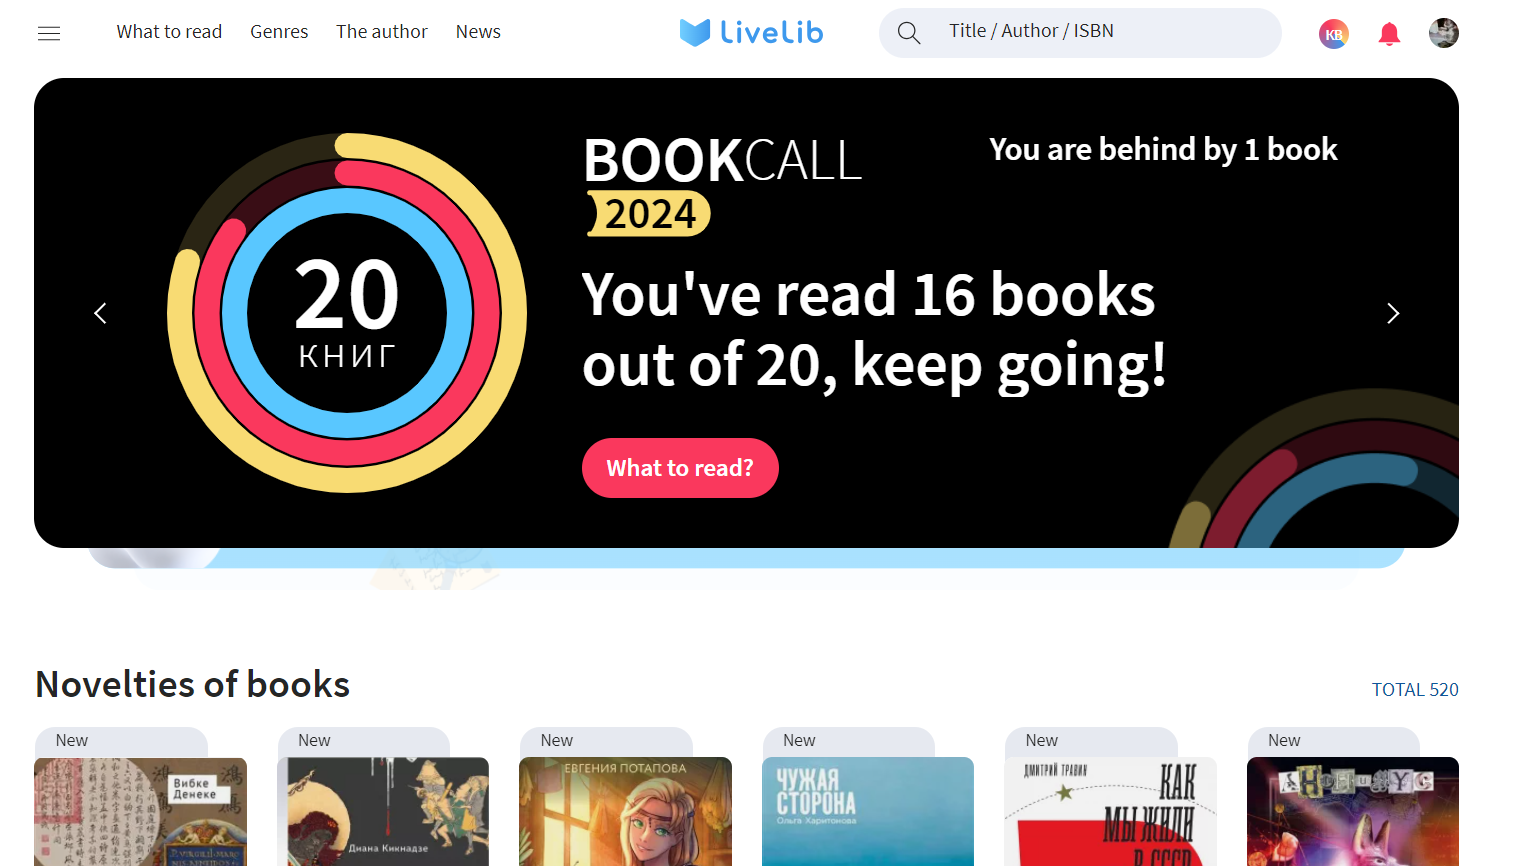 What to read Genres The author News LiveLib Title / Author / ISBN КВ
BOOKCALL
2024
You are behind by 1 book
20
КНИГ
You've read 16 books
out of 20, keep going!
What to read?
Novelties of books TOTAL 520
New New New New New New
Вибке
Денеке
Диана Кикнадзе
ЕВГЕНИЯ ПОТАПОВА
ЧУЖАЯ
СТОРОНА
Ольга Харитонова
ДМИТРИЙ ТРАВИН
КАК
МЫ ЖИЛИ
В СССР